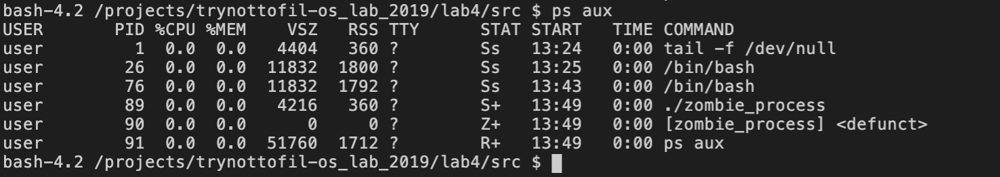 bash-4.2 /projects/trynottofil-os_lab_2019/lab4/src $ ps aux
USER       PID %CPU %MEM    VSZ   RSS TTY      STAT START   TIME COMMAND
user         1  0.0  0.0   4404   360 ?        Ss   13:24   0:00 tail -f /dev/null
user        26  0.0  0.0  11832  1800 ?        Ss   13:25   0:00 /bin/bash
user        76  0.0  0.0  11832  1792 ?        Ss   13:43   0:00 /bin/bash
user        89  0.0  0.0   4216   360 ?        S+   13:49   0:00 ./zombie_process
user        90  0.0  0.0      0     0 ?        Z+   13:49   0:00 [zombie_process] <defunct>
user        91  0.0  0.0  51760  1712 ?        R+   13:49   0:00 ps aux
bash-4.2 /projects/trynottofil-os_lab_2019/lab4/src $